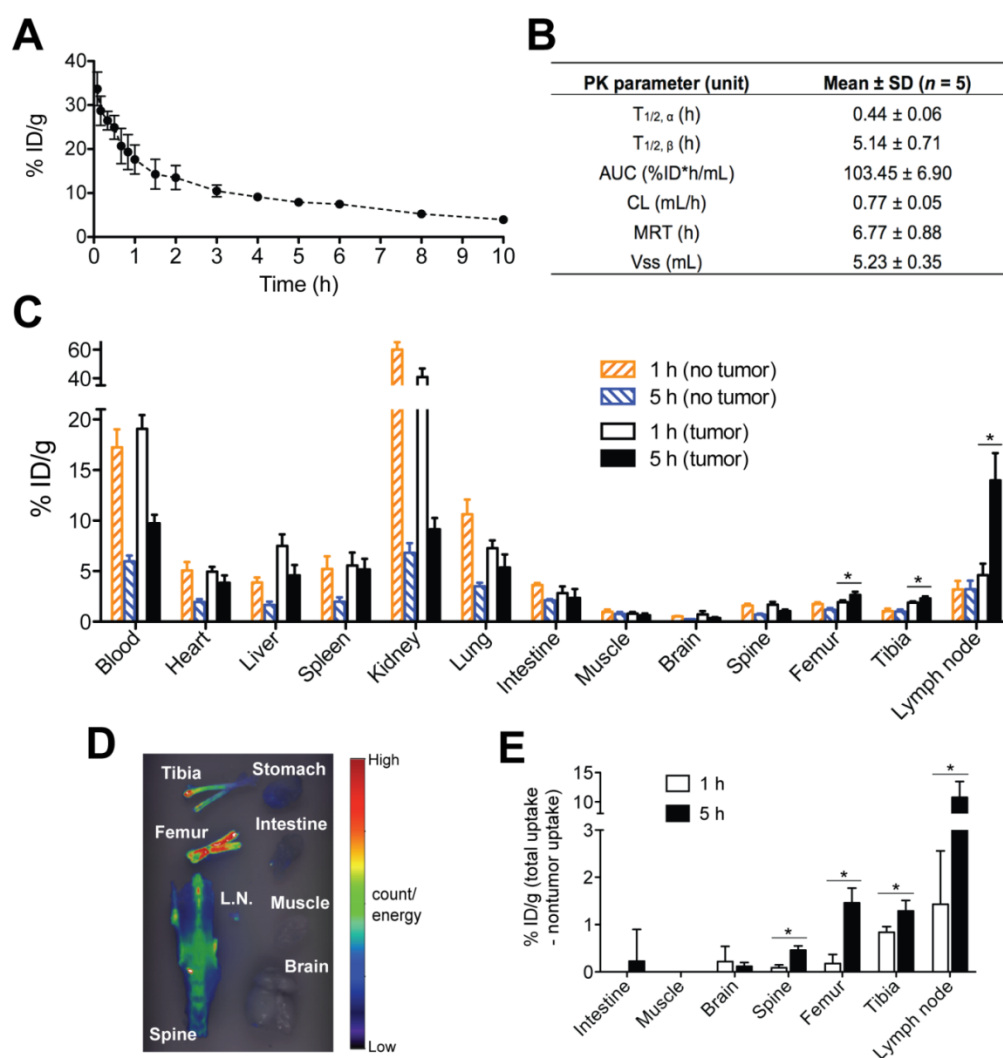 A
% ID/g
40
30
20
10
0
0 1 2 3 4 5 6 7 8 9 10
Time (h)
B
PK parameter (unit) Mean ± SD (n = 5)
T1/2, α (h) 0.44 ± 0.06
T1/2, β (h) 5.14 ± 0.71
AUC (%ID*h/mL) 103.45 ± 6.90
CL (mL/h) 0.77 ± 0.05
MRT (h) 6.77 ± 0.88
Vss (mL) 5.23 ± 0.35
C
% ID/g
60
40
20
15
10
5
0
1 h (no tumor)
5 h (no tumor)
1 h (tumor)
5 h (tumor)
* * *
Blood Heart Liver Spleen Kidney Lung Intestine Muscle Brain Spine Femur Tibia Lymph node
D
Tibia Stomach
Femur Intestine
L.N.
Muscle
Brain
Spine
High
count/
energy
Low
E
% ID/g (total uptake
- nontumor uptake)
15
10
5
3
2
1
0
1 h
5 h
* * * *
Intestine Muscle Brain Spine Femur Tibia Lymph node